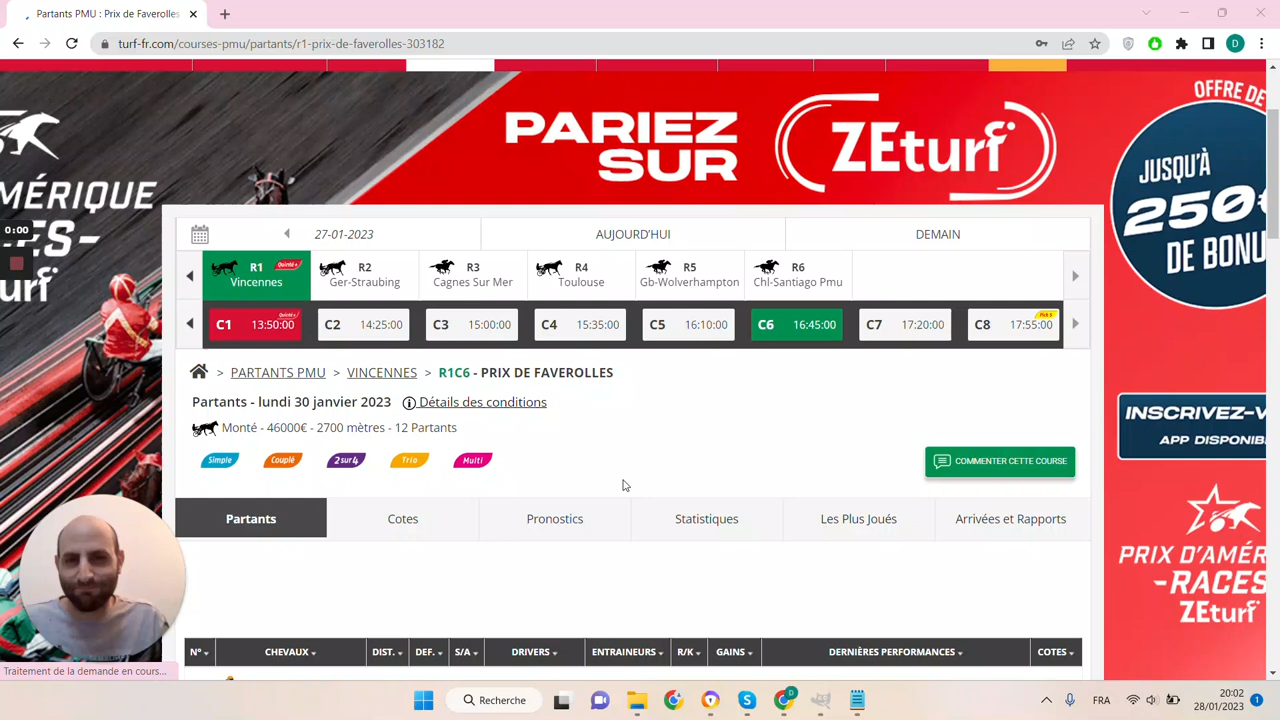 Partants PMU : Prix de Faverolles
turf-fr.com/courses-pmu/partants/r1-prix-de-faverolles-303182
D
OFFRE DE
PARIEZ
SUR
ZEturf
JUSQU'À
250€
DE BONU
MÉRIQUE
ES-
urf
0:00
27-01-2023 AUJOURD'HUI DEMAIN
R1 Quinté+ R2 R3 R4 R5 R6
Vincennes Ger-Straubing Cagnes Sur Mer Toulouse Gb-Wolverhampton Chl-Santiago Pmu
C1 13:50:00 Quinté+ C2 14:25:00 C3 15:00:00 C4 15:35:00 C5 16:10:00 C6 16:45:00 C7 17:20:00 C8 17:55:00
> PARTANTS PMU > VINCENNES > R1C6 - PRIX DE FAVEROLLES
Partants - lundi 30 janvier 2023 Détails des conditions
Monté - 46000€ - 2700 mètres - 12 Partants
Simple Couplé 2sur4 Trio Multi
COMMENTER CETTE COURSE
INSCRIVEZ-V
APP DISPONIB
Partants Cotes Pronostics Statistiques Les Plus Joués Arrivées et Rapports
PRIX D'AMÉR
-RACES
ZEturf
N° CHEVAUX DIST. DEF. S/A DRIVERS ENTRAINEURS R/K GAINS DERNIÈRES PERFORMANCES COTES
Traitement de la demande en cours...
Recherche
D
S
FRA
20:02
28/01/2023
1